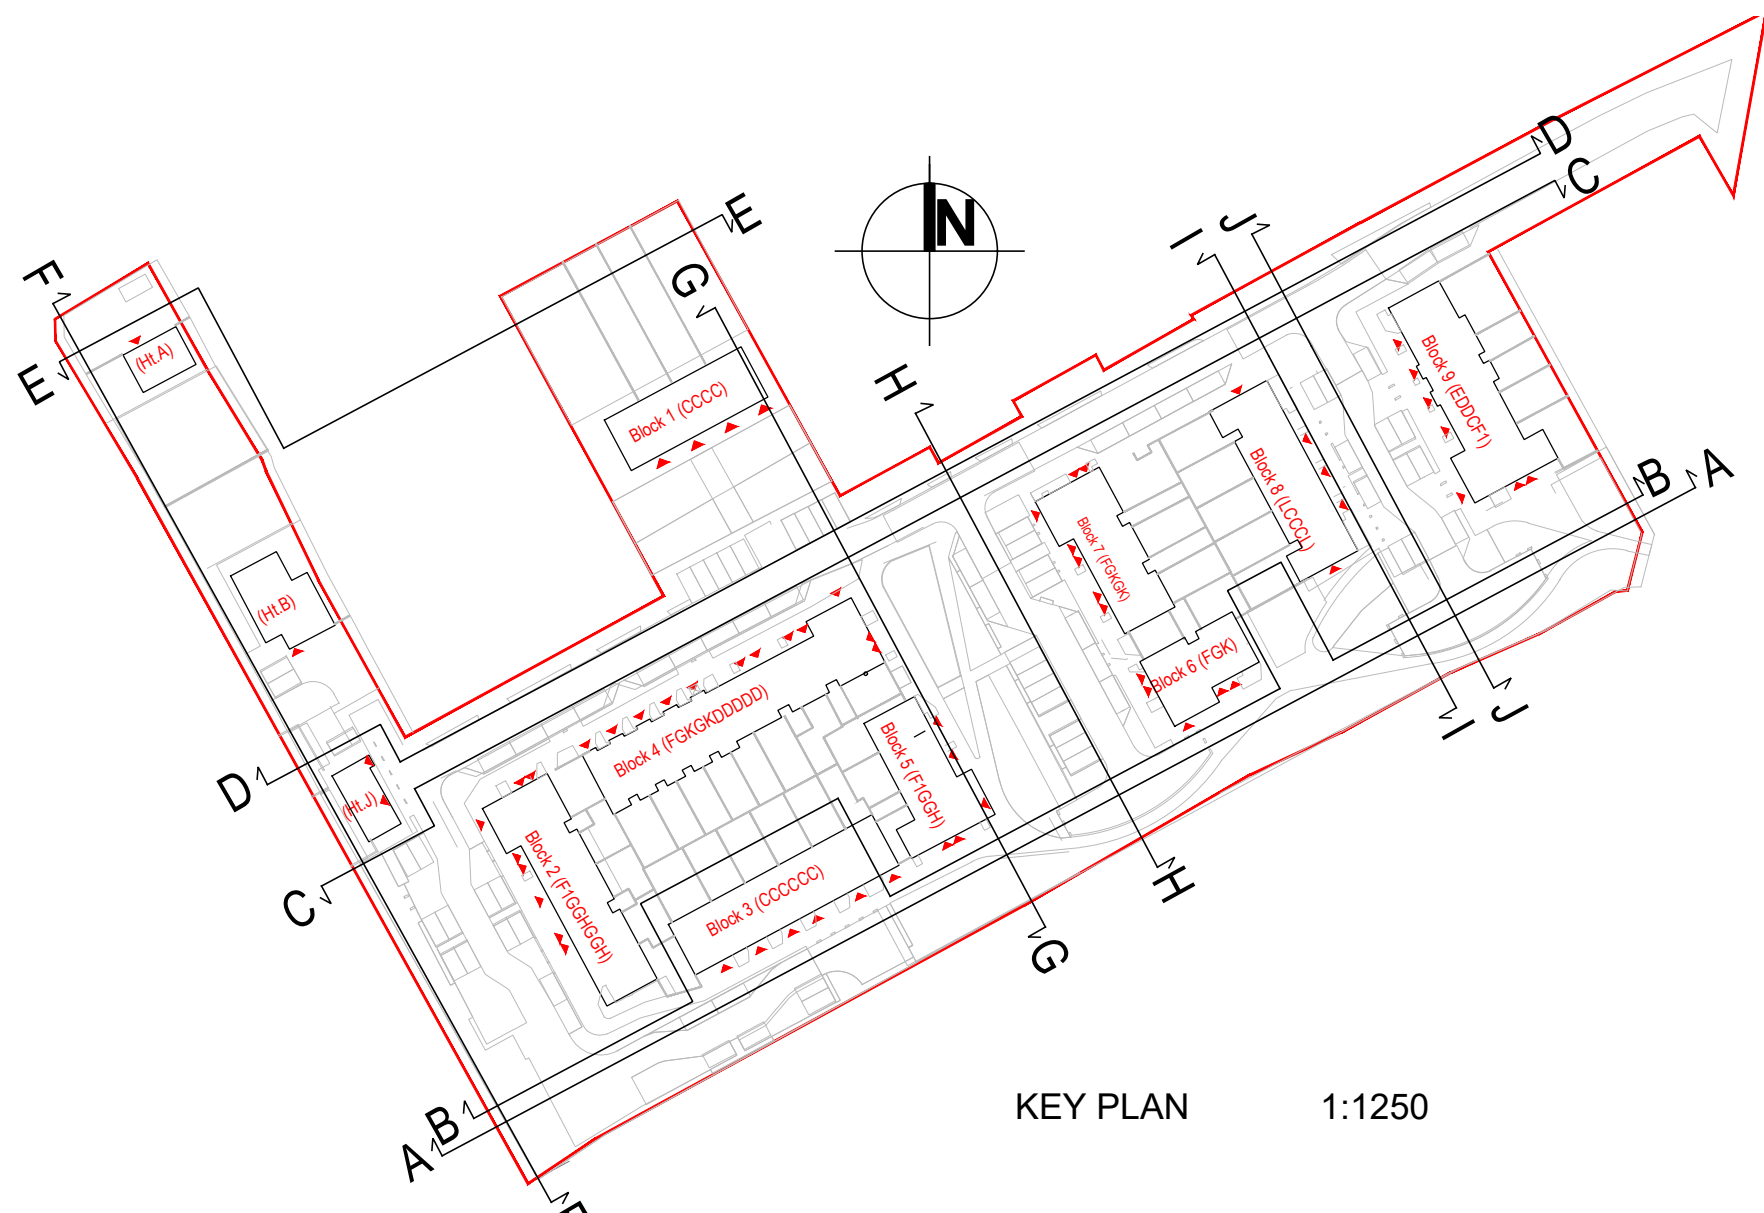 D
C
J
I
E
N
G
F
H
(Ht.A)
E
Block 1 (CCCC)
Block 9 (EDDCF1)
B
A
Block 8 (LCCCL)
Block 7 (FGKGK)
(Ht.B)
Block 6 (FGK)
Block 4 (FGKGKDDDDD)
Block 5 (F1GGH)
D
(Ht.J)
I
J
Block 2 (F1GGHGGH)
Block 3 (CCCCCC)
C
H
G
B
A
KEY PLAN 1:1250
F